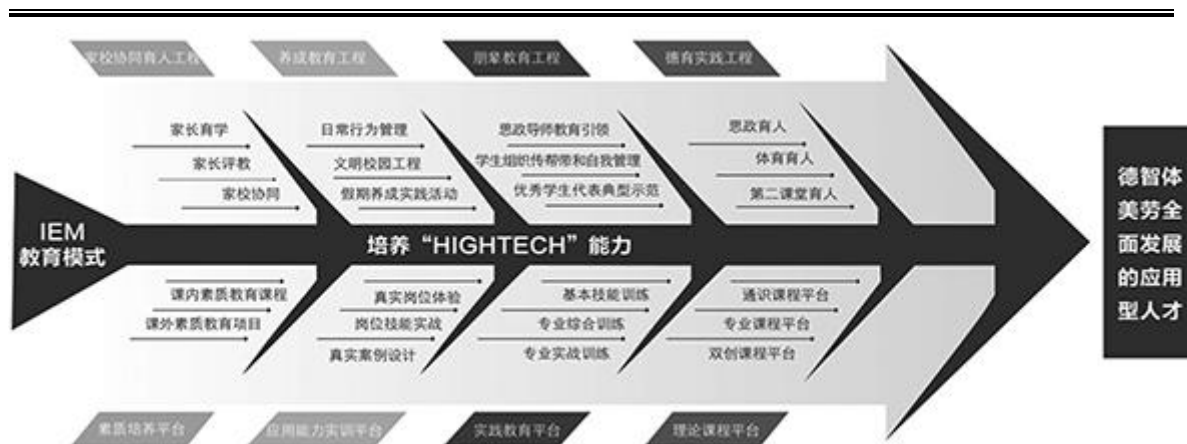 家校协同育人工程
养成教育工程
朋辈教育工程
德育实践工程
家长育学
日常行为管理
思政导师教育引领
思政育人
家长评教
文明校园工程
学生组织传帮带和自我管理
体育育人
家校协同
假期养成实践活动
优秀学生代表典型示范
第二课堂育人
IEM
教育模式
培养“HIGHTECH”能力
德智体
美劳全
面发展
的应用
型人才
课内素质教育课程
真实岗位体验
基本技能训练
通识课程平台
课外素质教育项目
岗位技能实战
专业综合训练
专业课程平台
真实案例设计
专业实战训练
双创课程平台
素质培养平台
应用能力实训平台
实践教育平台
理论课程平台